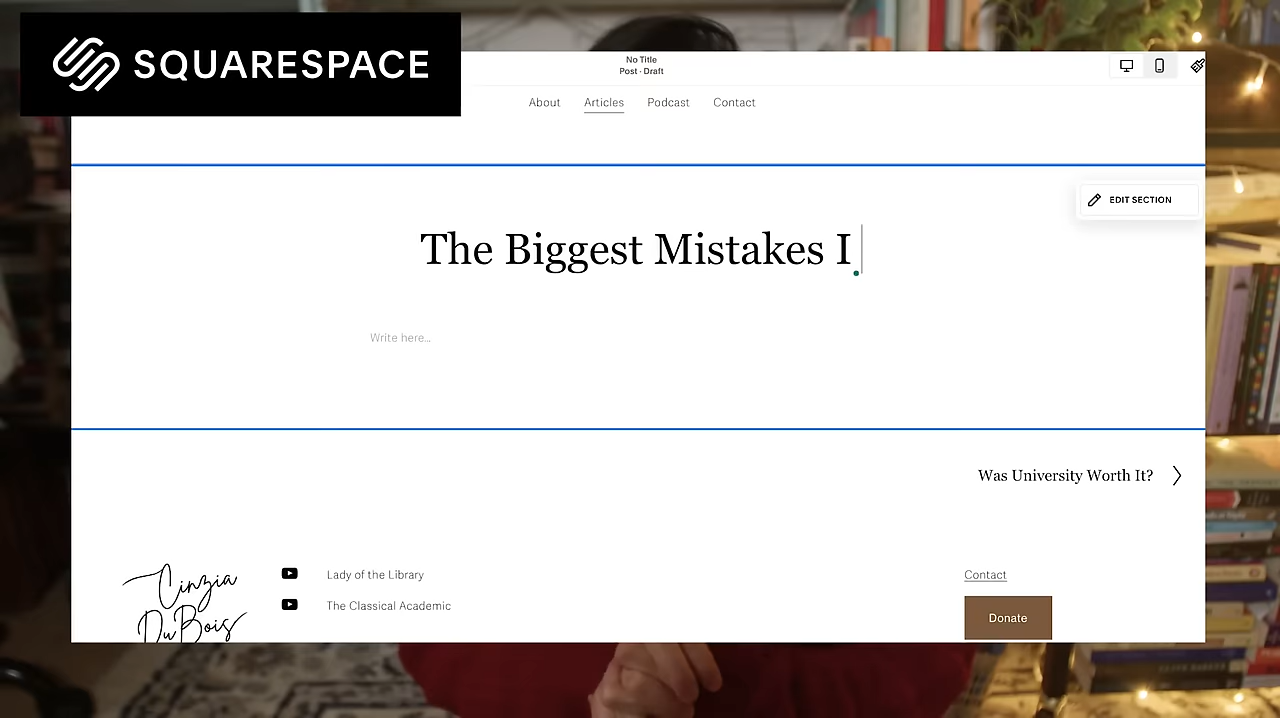 SQUARESPACE
No Title
Post · Draft
About Articles Podcast Contact
EDIT SECTION
The Biggest Mistakes I
Write here...
Was University Worth It?
Cinzia
DuBois
Lady of the Library
The Classical Academic
Contact
Donate